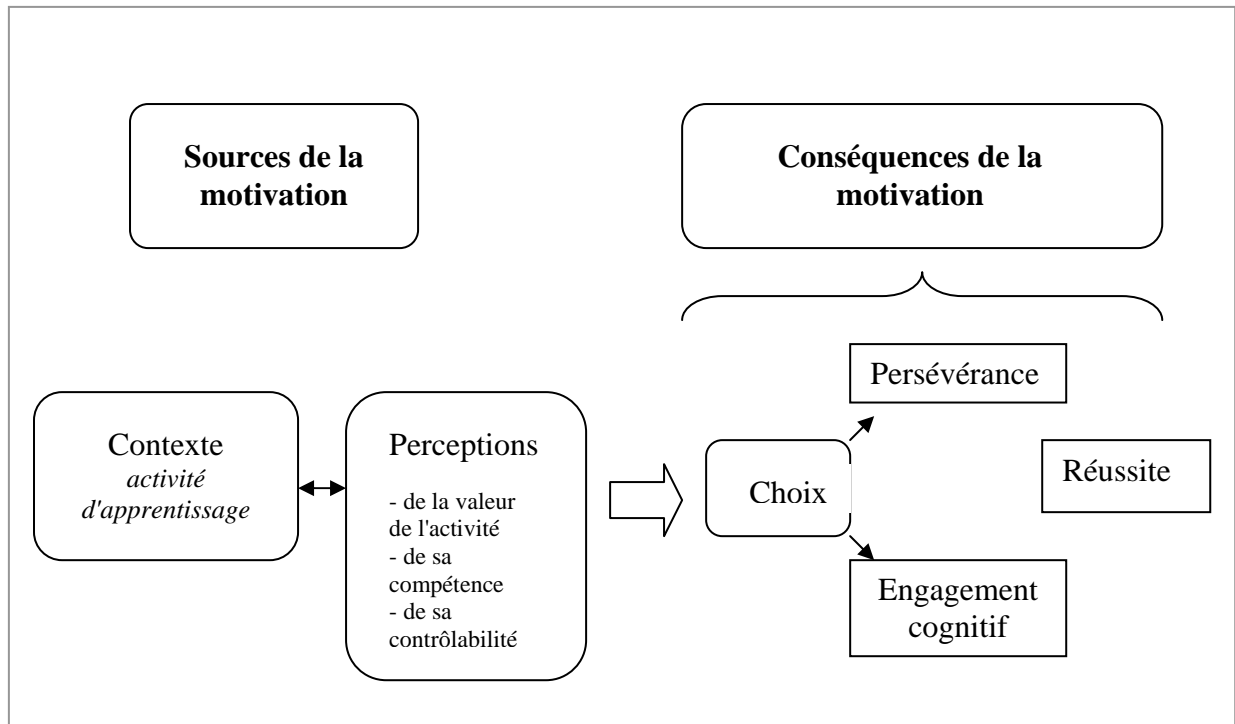 Sources de la
motivation
Conséquences de la
motivation
Contexte
activité
d'apprentissage
Perceptions
- de la valeur
de l'activité
- de sa
compétence
- de sa
contrôlabilité
Choix
Persévérance
Réussite
Engagement
cognitif